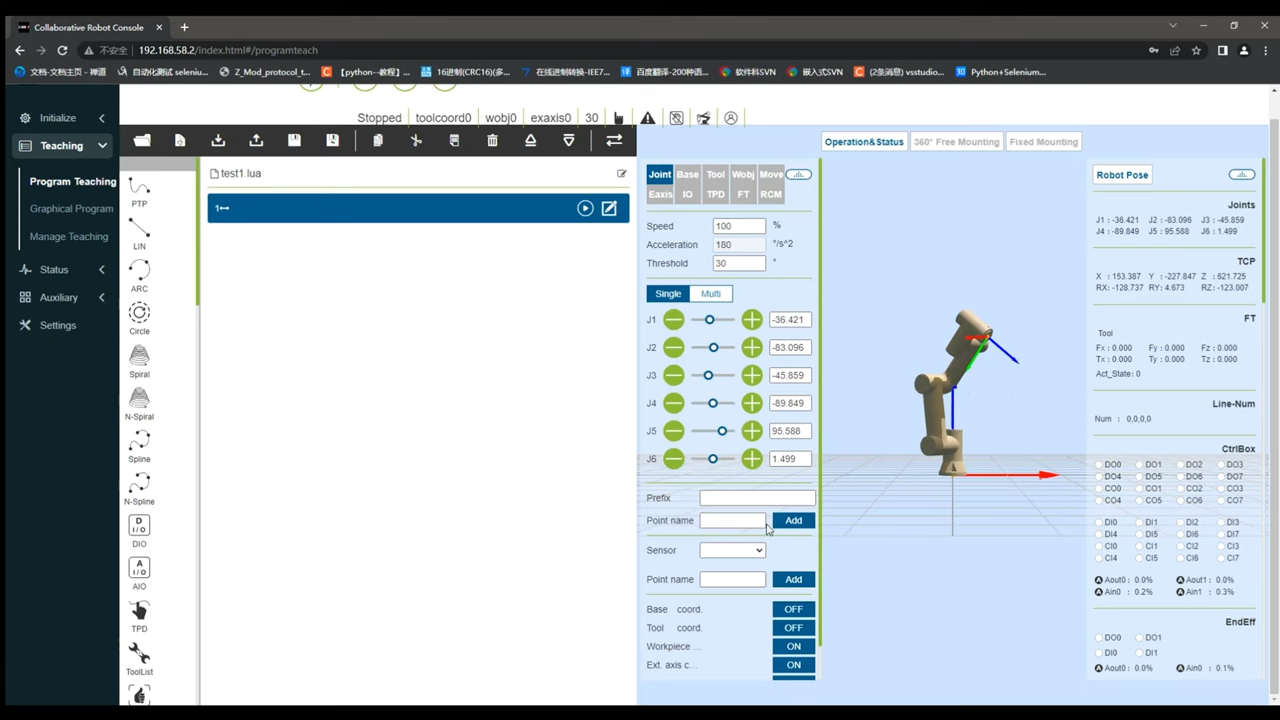 Collaborative Robot Console
不安全 192.168.58.2/index.html#/programteach
文档-文档主页 - 禅道 自动化测试 seleniu... Z_Mod_protocol_t... 【python--教程】... 16进制(CRC16)(多... 在线进制转换-IEE7... 百度翻译-200种语... 软件科SVN 嵌入式SVN (2条消息) vsstudio... Python+Selenium...
Initialize
Teaching
Program Teaching
Graphical Program
Manage Teaching
Status
Auxiliary
Settings
Stopped toolcoord0 wobj0 exaxis0 30
PTP
LIN
ARC
Circle
Spiral
N-Spiral
Spline
N-Spline
D
I/O
DIO
A
I/O
AIO
TPD
ToolList
test1.lua
1
Operation&Status 360° Free Mounting Fixed Mounting
Joint Base Tool Wobj Move
Eaxis IO TPD FT RCM
Speed 100 %
Acceleration 180 °/s^2
Threshold 30 °
Single Multi
J1 -36.421
J2 -83.096
J3 -45.859
J4 -89.849
J5 95.588
J6 1.499
Prefix
Point name Add
Sensor
Point name Add
Base coord. OFF
Tool coord. OFF
Workpiece ... ON
Ext. axis c... ON
Robot Pose
Joints
J1 : -36.421 J2 : -83.096 J3 : -45.859
J4 : -89.849 J5 : 95.588 J6 : 1.499
TCP
X : 153.387 Y : -227.847 Z : 621.725
RX: -128.737 RY: 4.673 RZ: -123.007
FT
Tool
Fx : 0.000 Fy : 0.000 Fz : 0.000
Tx : 0.000 Ty : 0.000 Tz : 0.000
Act_State: 0
Line-Num
Num : 0,0,0,0
CtrlBox
DO0 DO1 DO2 DO3
DO4 DO5 DO6 DO7
CO0 CO1 CO2 CO3
CO4 CO5 CO6 CO7
DI0 DI1 DI2 DI3
DI4 DI5 DI6 DI7
CI0 CI1 CI2 CI3
CI4 CI5 CI6 CI7
A Aout0 : 0.0% A Aout1 : 0.0%
A Ain0 : 0.2% A Ain1 : 0.3%
EndEff
DO0 DO1
DI0 DI1
A Aout0 : 0.0% A Ain0 : 0.1%